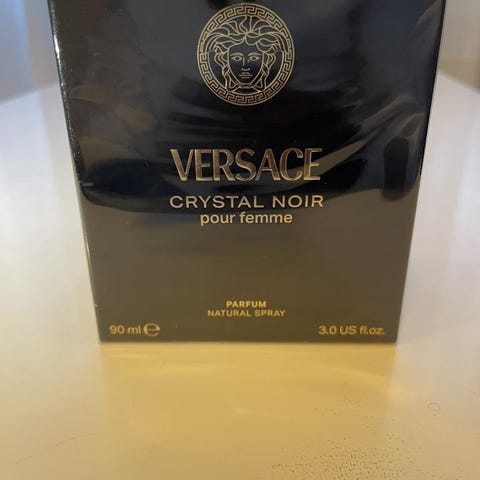 VERSACE
CRYSTAL NOIR
pour femme
PARFUM
NATURAL SPRAY
90 ml ℮ 3.0 US fl.oz.